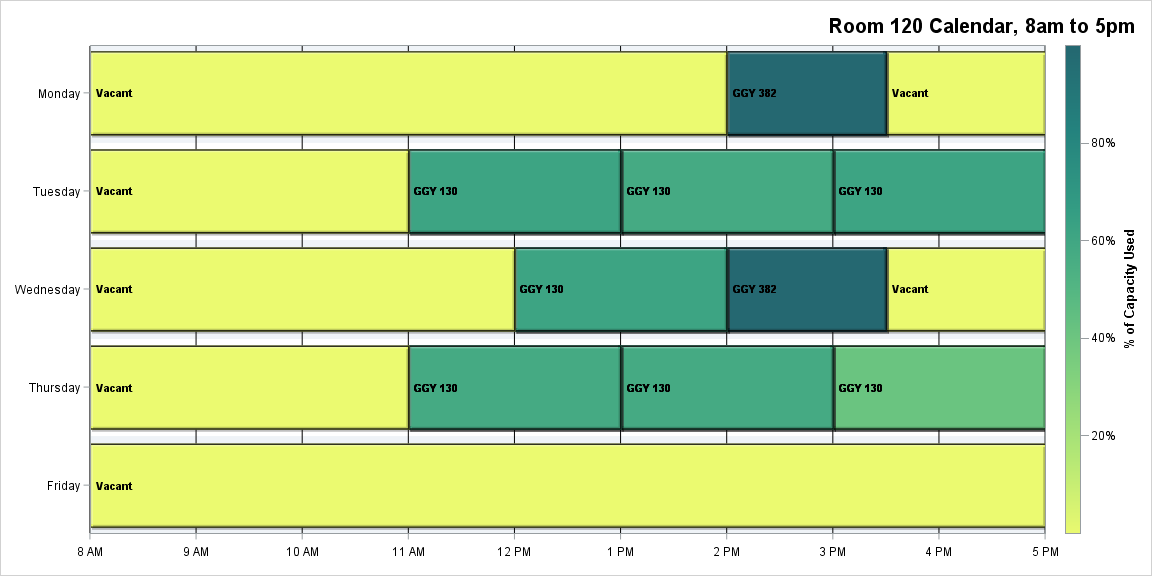 Room 120 Calendar, 8am to 5pm
Monday
Vacant
GGY 382
Vacant
Tuesday
Vacant
GGY 130
GGY 130
GGY 130
Wednesday
Vacant
GGY 130
GGY 382
Vacant
Thursday
Vacant
GGY 130
GGY 130
GGY 130
Friday
Vacant
8 AM
9 AM
10 AM
11 AM
12 PM
1 PM
2 PM
3 PM
4 PM
5 PM
80%
60%
40%
20%
% of Capacity Used